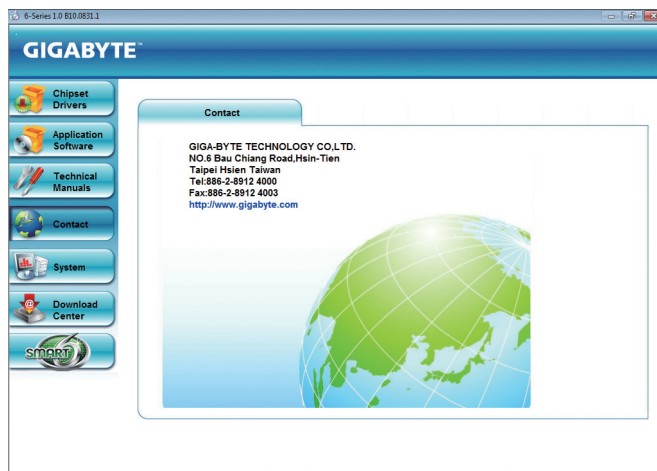 6-Series 1.0 B10.0831.1
GIGABYTE™
Chipset
Drivers
Application
Software
Technical
Manuals
Contact
System
Download
Center
SMART6
Contact
GIGA-BYTE TECHNOLOGY CO,LTD.
NO.6 Bau Chiang Road,Hsin-Tien
Taipei Hsien Taiwan
Tel:886-2-8912 4000
Fax:886-2-8912 4003
http://www.gigabyte.com